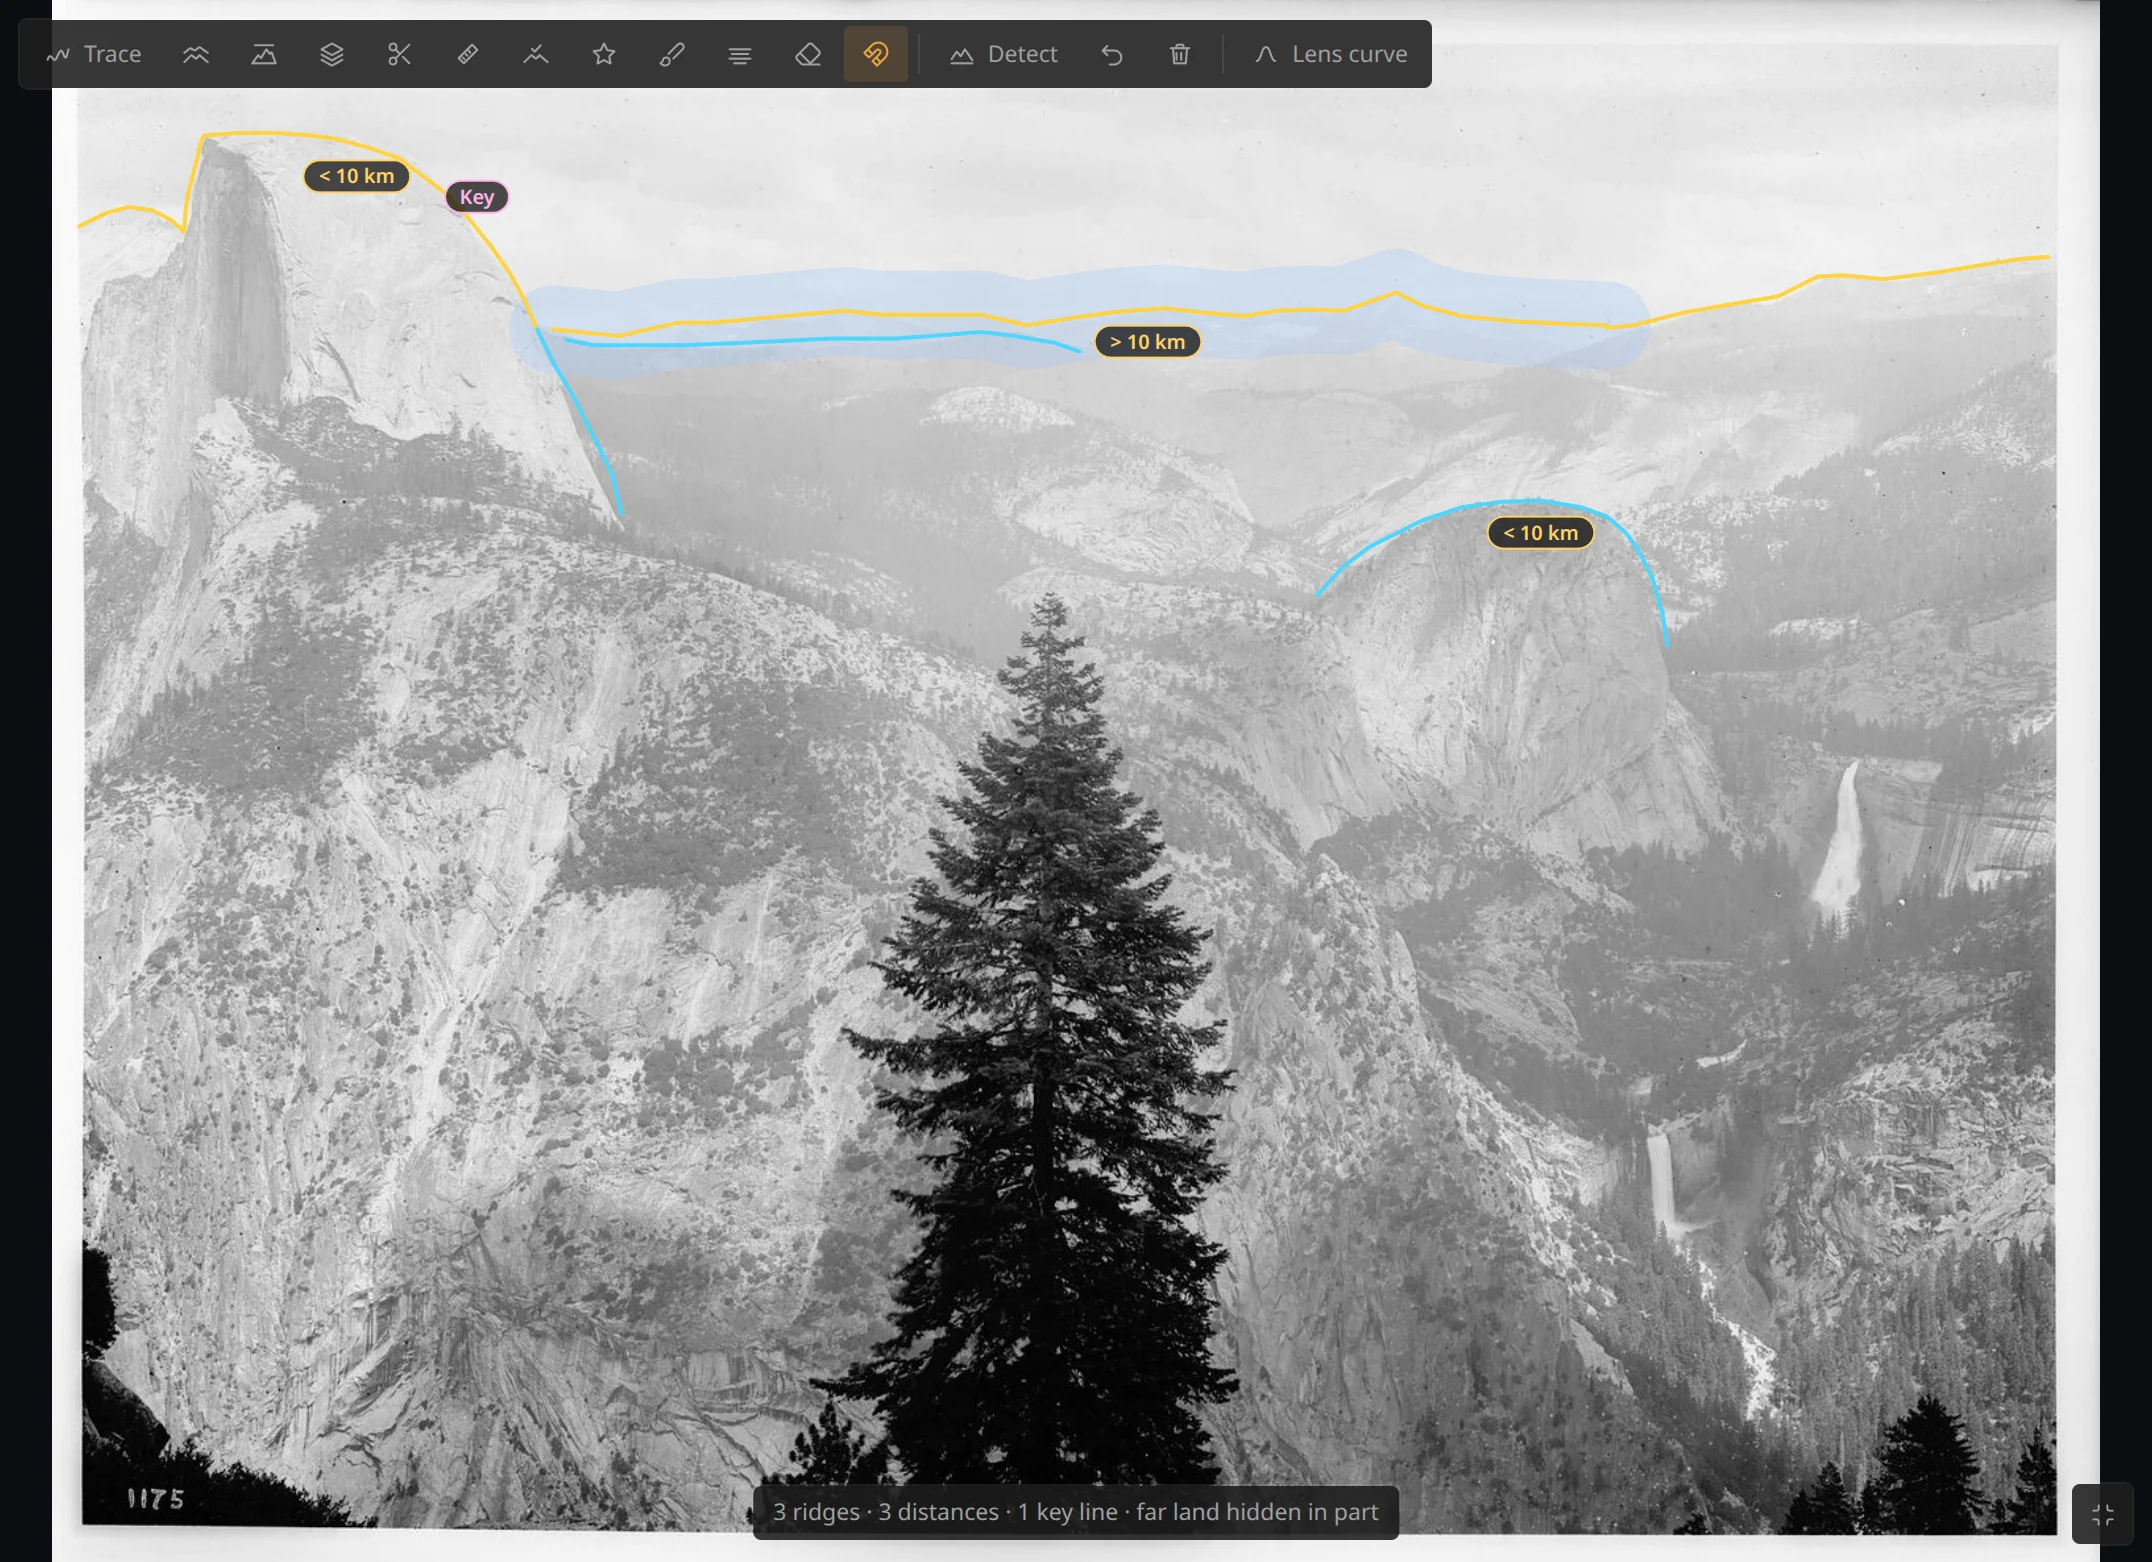 Trace
Detect
Lens curve
< 10 km
Key
> 10 km
< 10 km
1175
3 ridges · 3 distances · 1 key line · far land hidden in part